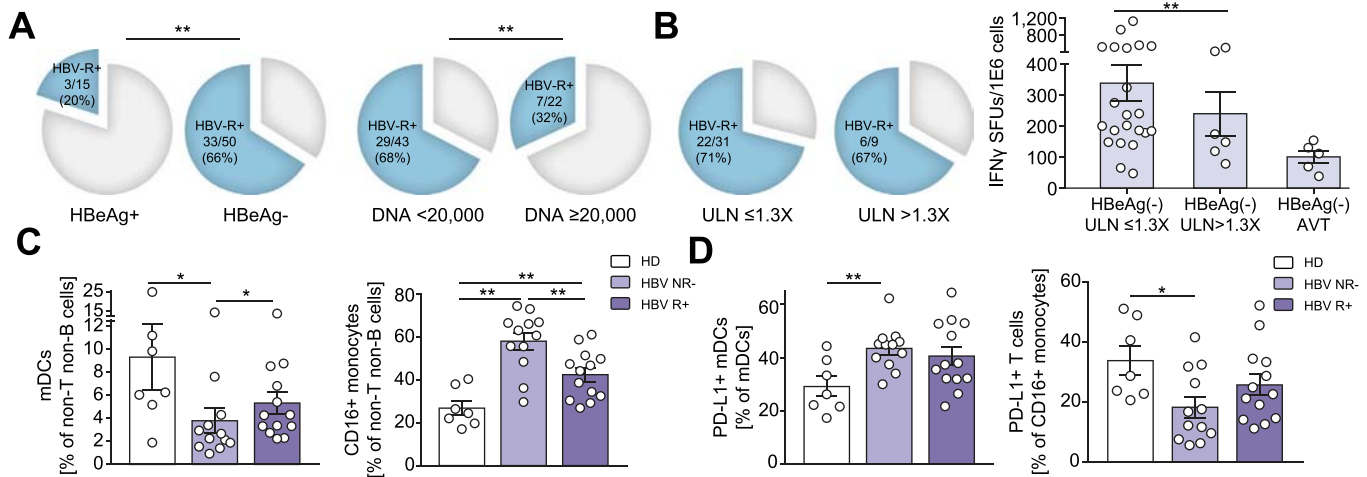 A
**
HBV-R+
3/15
(20%)
HBeAg+
HBV-R+
33/50
(66%)
HBeAg-
**
HBV-R+
29/43
(68%)
DNA <20,000
HBV-R+
7/22
(32%)
DNA ≥20,000
B
HBV-R+
22/31
(71%)
ULN ≤1.3X
HBV-R+
6/9
(67%)
ULN >1.3X
IFNγ SFUs/1E6 cells
1,200
800
400
300
200
100
0
**
HBeAg(-)
ULN ≤1.3X
HBeAg(-)
ULN>1.3X
HBeAg(-)
AVT
C
mDCs
[% of non-T non-B cells]
25
15
12
10
8
6
4
2
0
*
*
CD16+ monocytes
[% of non-T non-B cells]
80
60
40
20
0
**
**
**
HD
HBV NR-
HBV R+
D
PD-L1+ mDCs
[% of mDCs]
60
40
20
0
**
PD-L1+ T cells
[% of CD16+ monocytes]
60
40
20
0
*
HD
HBV NR-
HBV R+